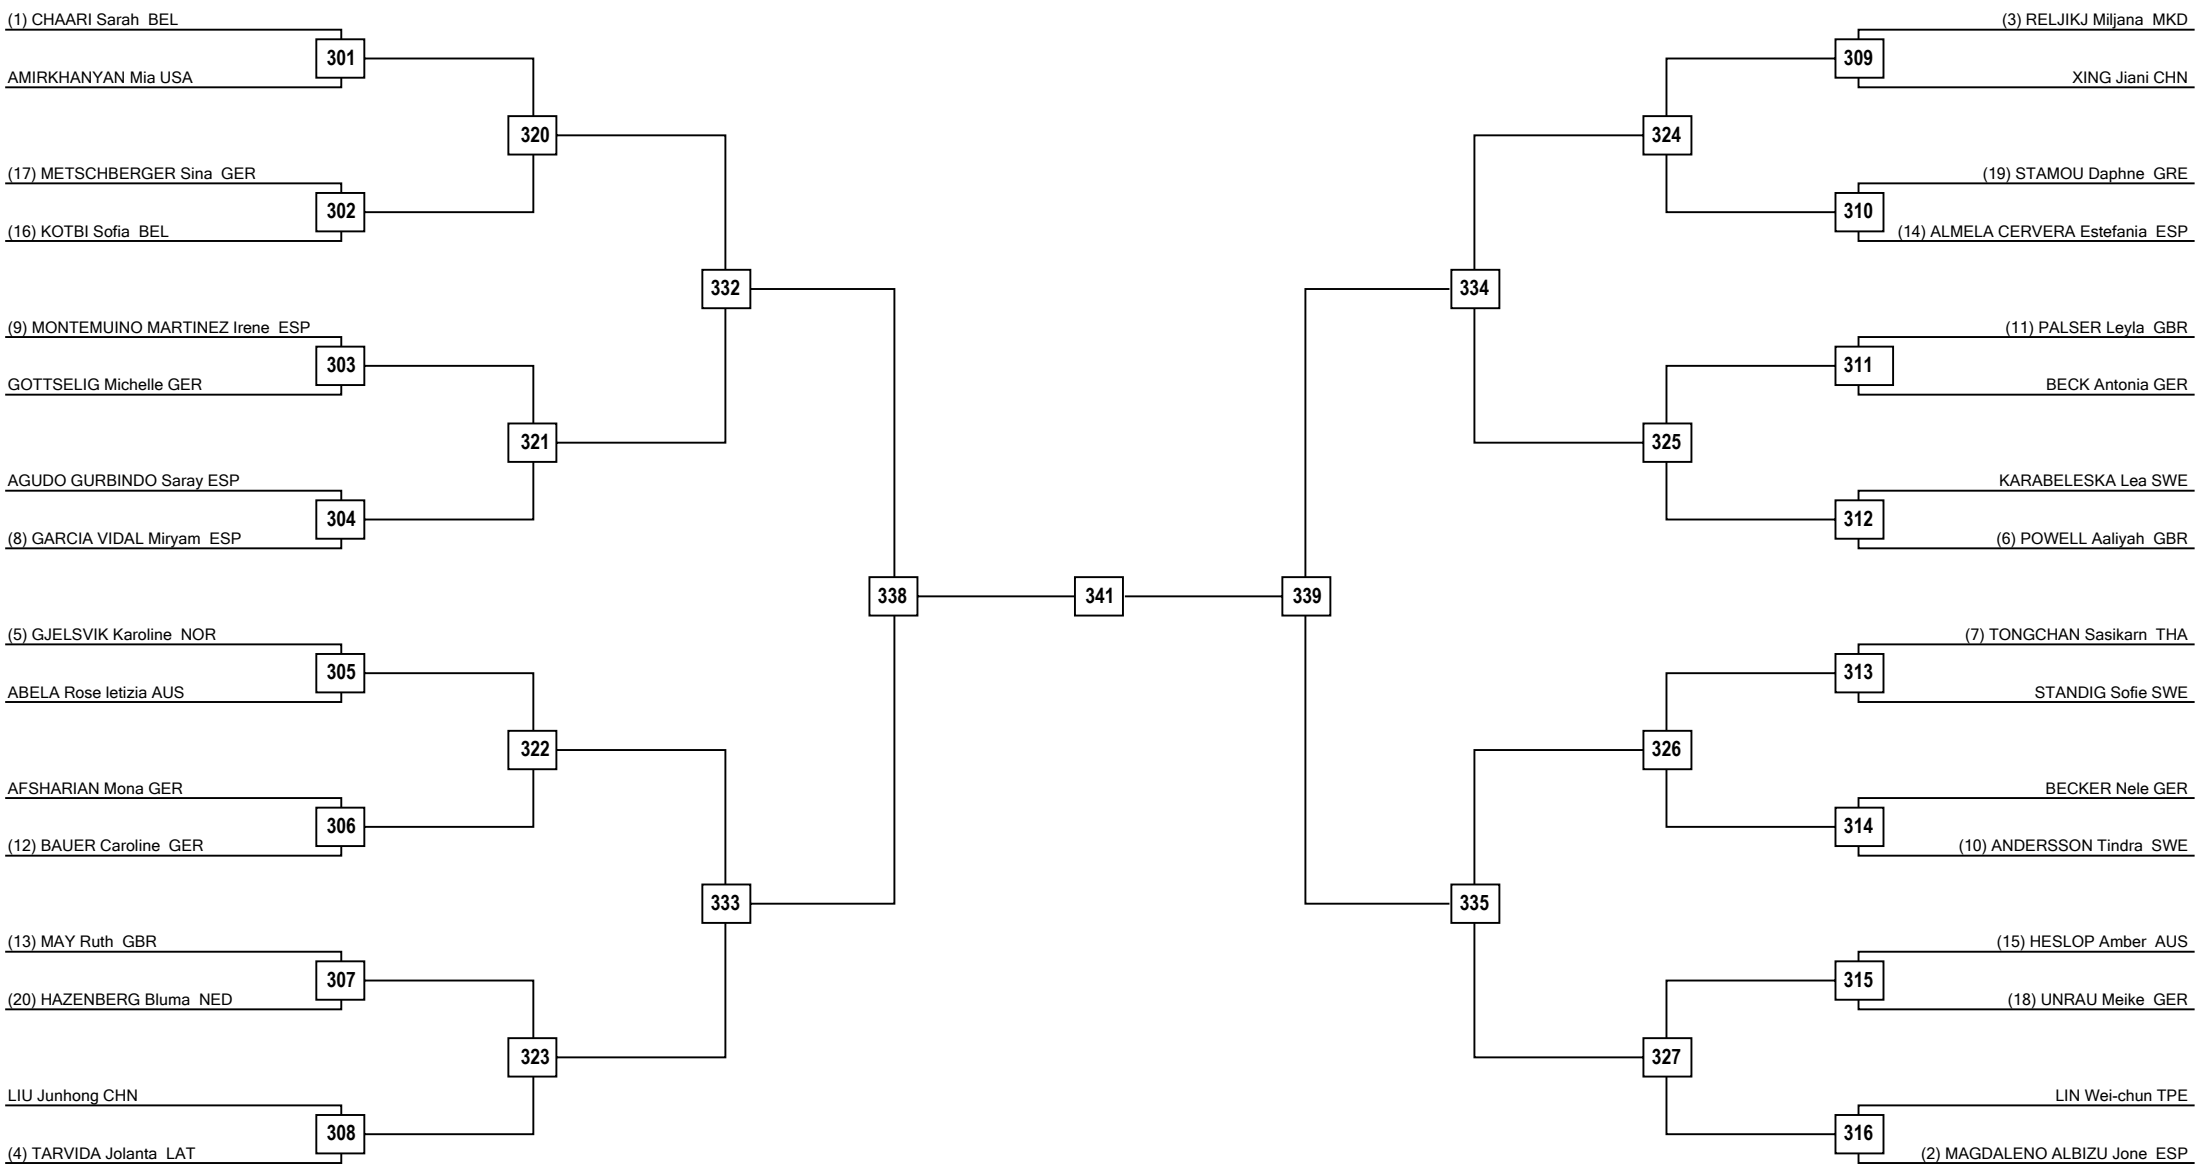 (1) CHAARI Sarah BEL
301
AMIRKHANYAN Mia USA
320
(17) METSCHBERGER Sina GER
302
(16) KOTBI Sofia BEL
332
(9) MONTEMUINO MARTINEZ Irene ESP
303
GOTTSELIG Michelle GER
321
AGUDO GURBINDO Saray ESP
304
(8) GARCIA VIDAL Miryam ESP
338
(5) GJELSVIK Karoline NOR
305
ABELA Rose letizia AUS
322
AFSHARIAN Mona GER
306
(12) BAUER Caroline GER
333
(13) MAY Ruth GBR
307
(20) HAZENBERG Bluma NED
323
LIU Junhong CHN
308
(4) TARVIDA Jolanta LAT
341
(3) RELJIKJ Miljana MKD
309
XING Jiani CHN
324
(19) STAMOU Daphne GRE
310
(14) ALMELA CERVERA Estefania ESP
334
(11) PALSER Leyla GBR
311
BECK Antonia GER
325
KARABELESKA Lea SWE
312
(6) POWELL Aaliyah GBR
339
(7) TONGCHAN Sasikarn THA
313
STANDIG Sofie SWE
326
BECKER Nele GER
314
(10) ANDERSSON Tindra SWE
335
(15) HESLOP Amber AUS
315
(18) UNRAU Meike GER
327
LIN Wei-chun TPE
316
(2) MAGDALENO ALBIZU Jone ESP